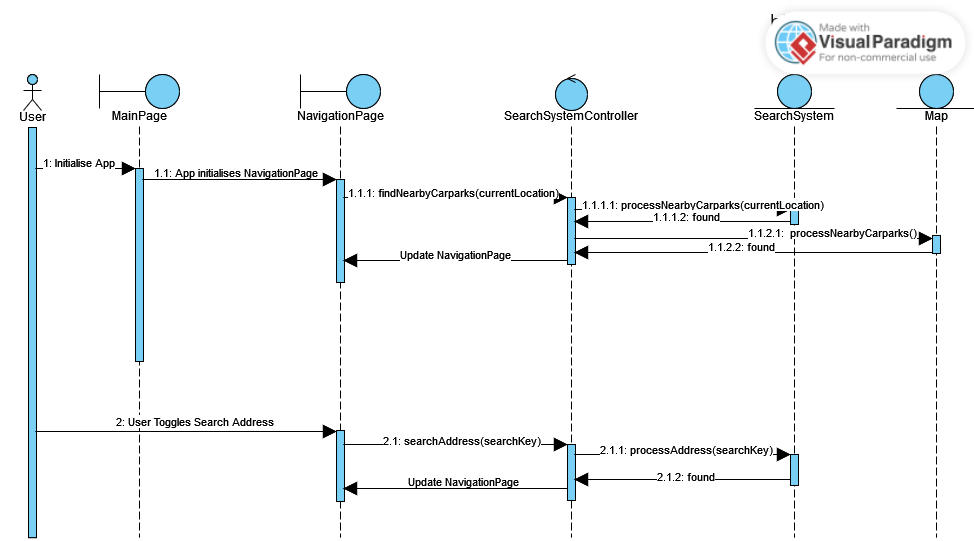 Made with
Visual Paradigm
For non-commercial use
User
MainPage
NavigationPage
SearchSystemController
SearchSystem
Map
1: Initialise App
1.1: App initialises NavigationPage
1.1.1: findNearbyCarparks(currentLocation)
1.1.1.1: processNearbyCarparks(currentLocation)
1.1.1.2: found
1.1.2.1: processNearbyCarparks()
1.1.2.2: found
Update NavigationPage
2: User Toggles Search Address
2.1: searchAddress(searchKey)
2.1.1: processAddress(searchKey)
2.1.2: found
Update NavigationPage